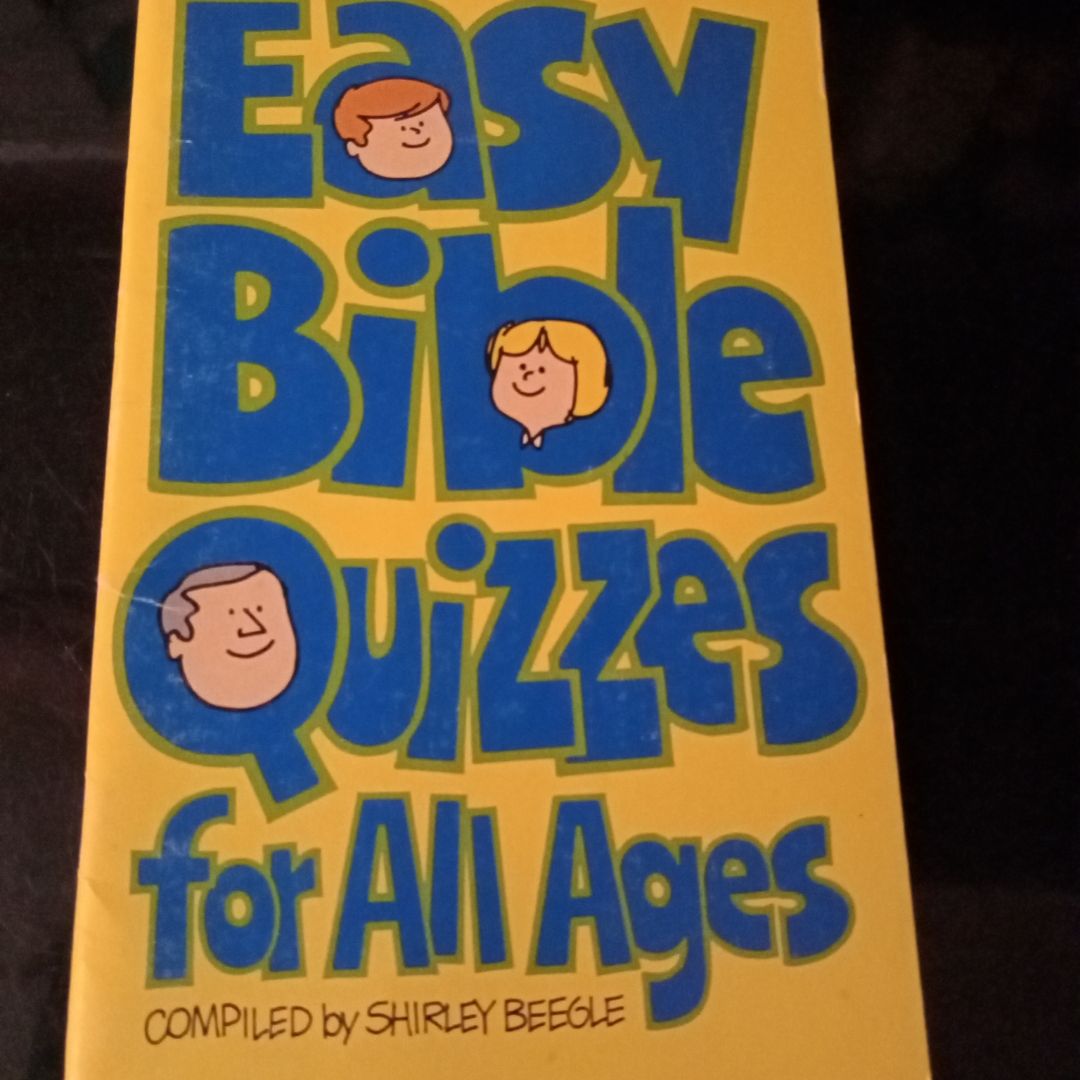 Easy
Bible
Quizzes
for All Ages
COMPILED by SHIRLEY BEEGLE